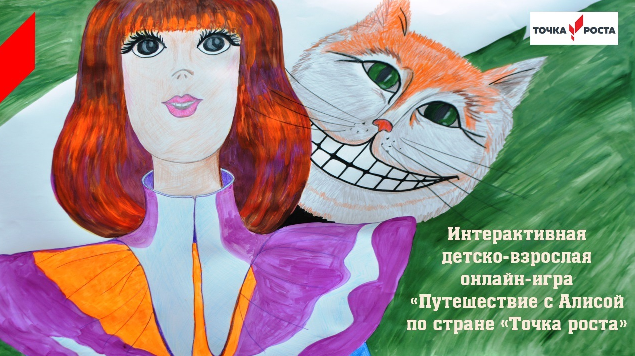 ТОЧКА РОСТА
Интерактивная
детско-взрослая
онлайн-игра
«Путешествие с Алисой
по стране «Точка роста»